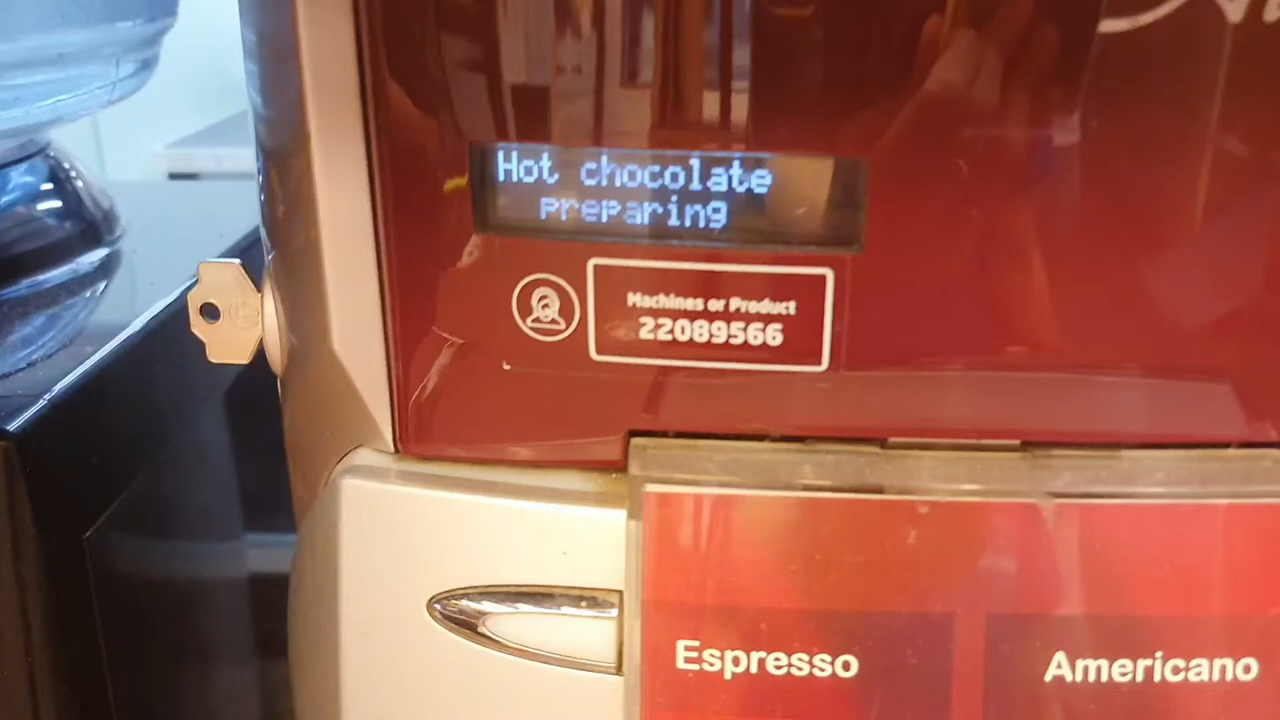 Hot chocolate
preparing
Machines or Product
22089566
Espresso
Americano